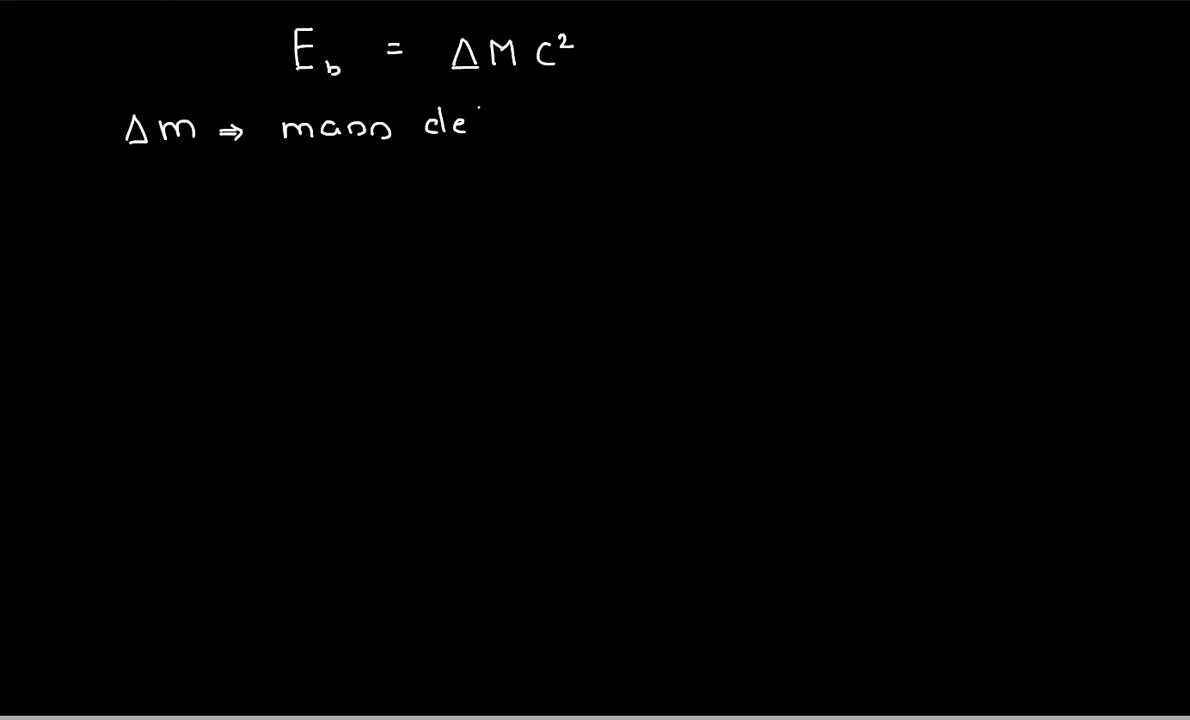 E_b = ΔM c²
Δm ⇒ mass de